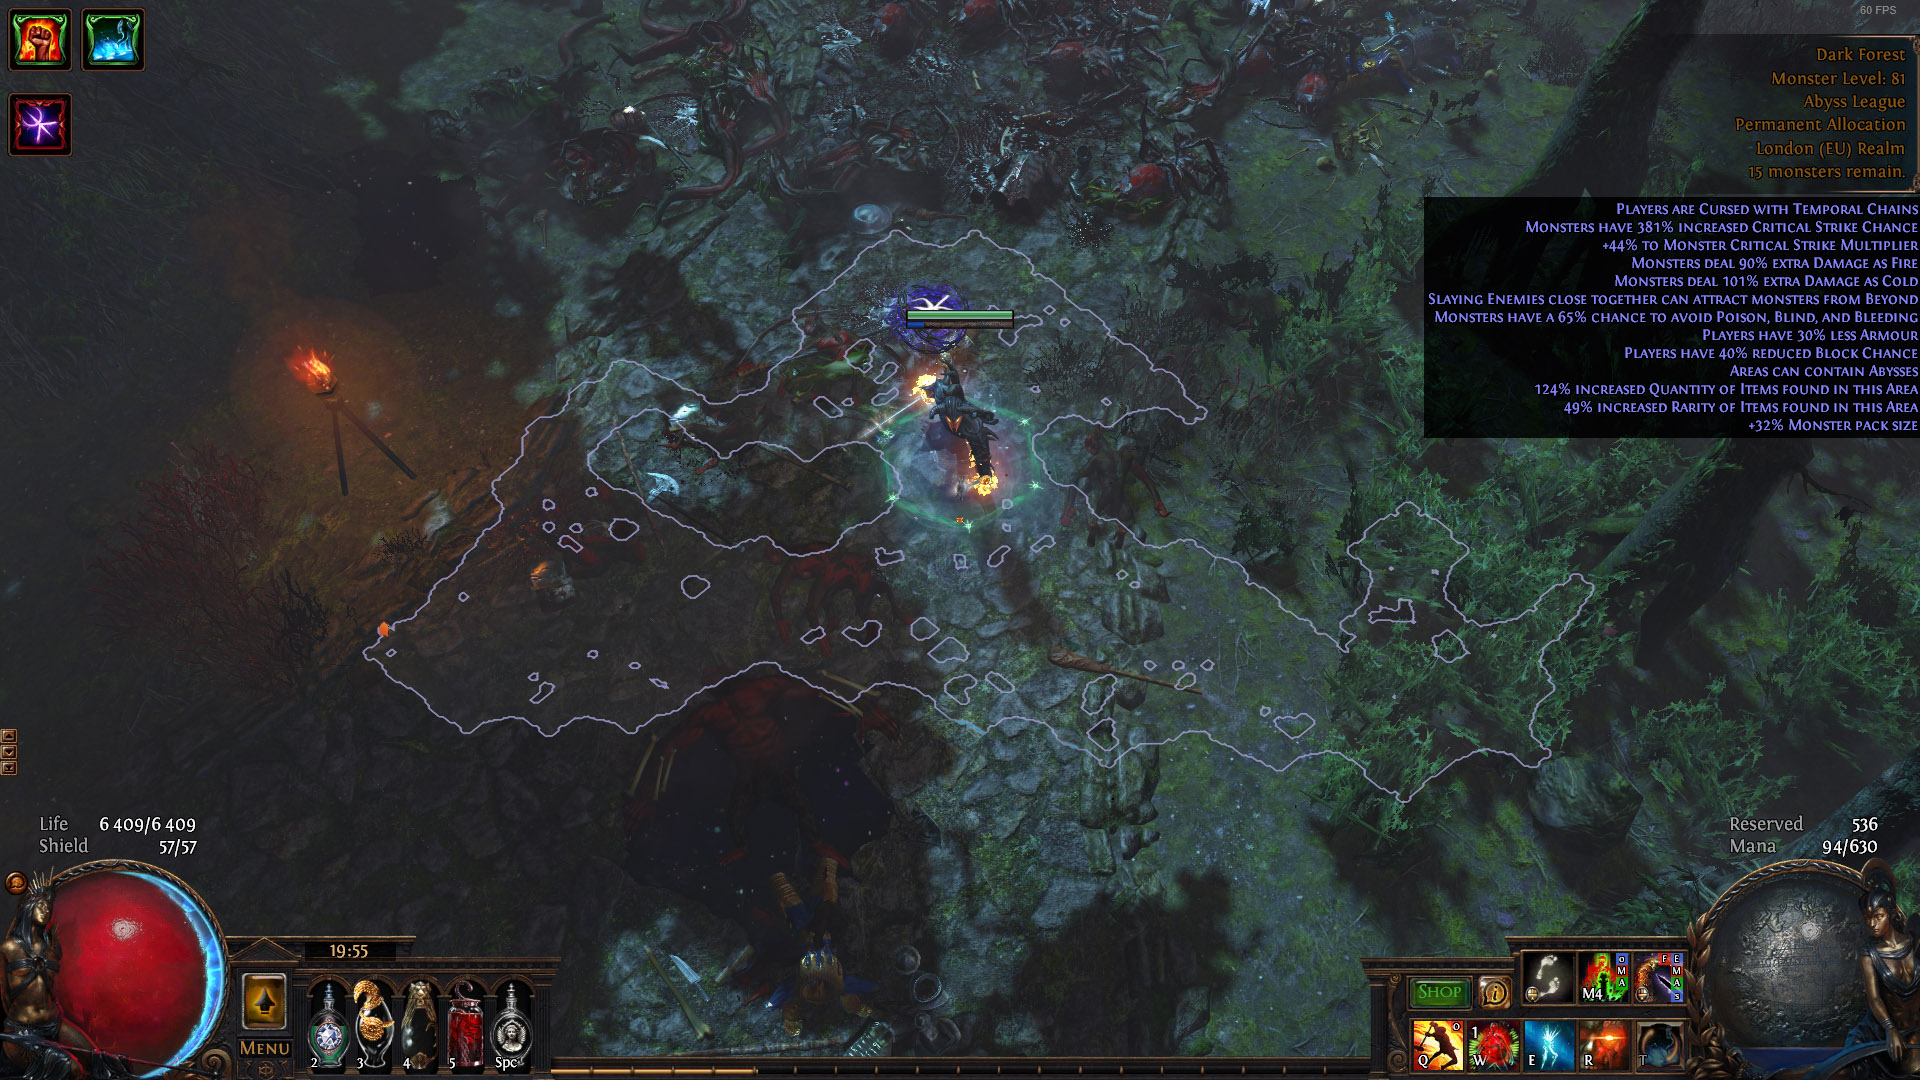 60 FPS
Dark Forest
Monster Level: 81
Abyss League
Permanent Allocation
London (EU) Realm
15 monsters remain.
Players are Cursed with Temporal Chains
Monsters have 381% increased Critical Strike Chance
+44% to Monster Critical Strike Multiplier
Monsters deal 90% extra Damage as Fire
Monsters deal 101% extra Damage as Cold
Slaying Enemies close together can attract monsters from Beyond
Monsters have a 65% chance to avoid Poison, Blind, and Bleeding
Players have 30% less Armour
Players have 40% reduced Block Chance
Areas can contain Abysses
124% increased Quantity of Items found in this Area
49% increased Rarity of Items found in this Area
+32% Monster pack size
Life 6 409/6 409
Shield 57/57
Reserved 536
Mana 94/630
19:55
Menu
2 3 4 5 Spc
Shop
M4 O M A
F E M A S
Q O 1 W E R T